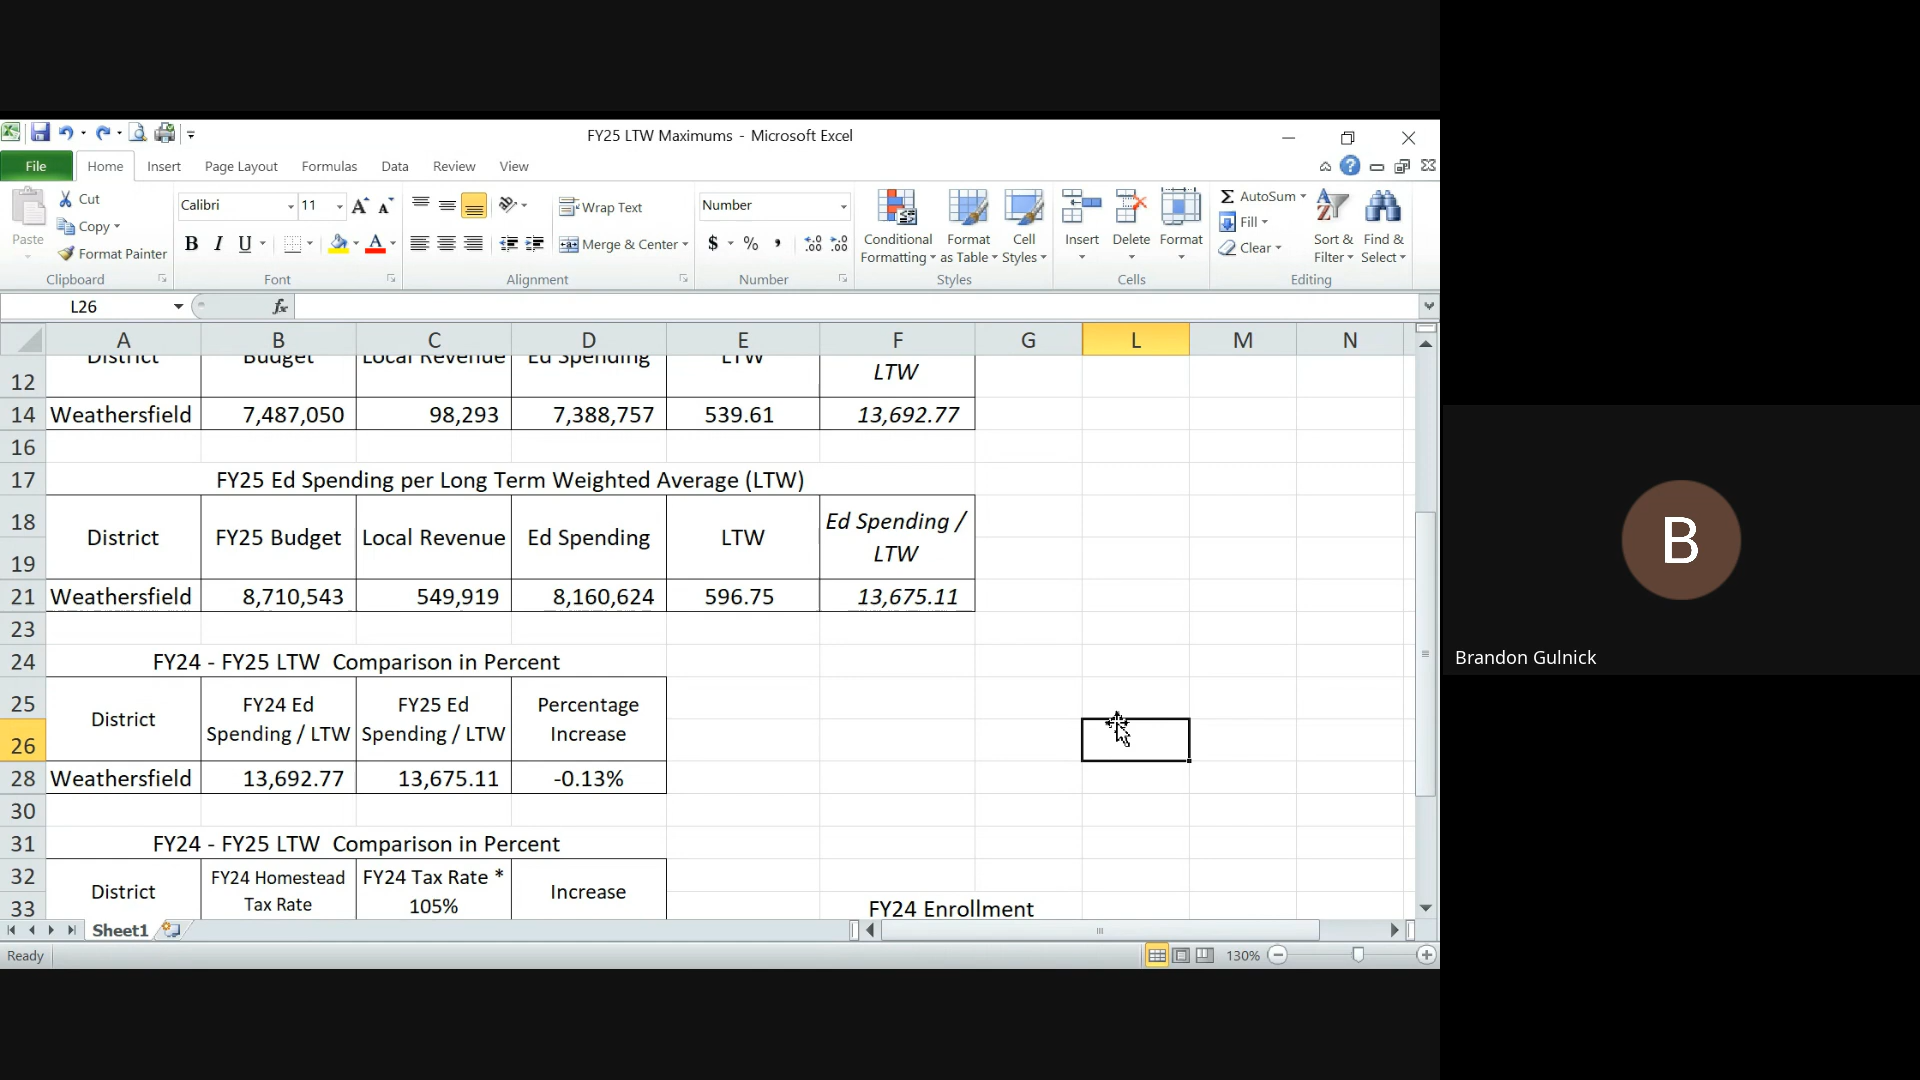 FY25 LTW Maximums - Microsoft Excel
File Home Insert Page Layout Formulas Data Review View
Paste
Cut
Copy
Format Painter
Clipboard
Calibri 11
B I U
Font
Wrap Text
Merge & Center
Alignment
Number
$ % ,
Number
Conditional Formatting
Format as Table
Cell Styles
Styles
Insert
Delete
Format
Cells
AutoSum
Fill
Clear
Sort & Filter
Find & Select
Editing
L26
fx
A B C D E F G L M N
District Budget Local Revenue Ed Spending LTW
12 LTW
14 Weathersfield 7,487,050 98,293 7,388,757 539.61 13,692.77
16
17 FY25 Ed Spending per Long Term Weighted Average (LTW)
18 District FY25 Budget Local Revenue Ed Spending LTW Ed Spending /
19 LTW
21 Weathersfield 8,710,543 549,919 8,160,624 596.75 13,675.11
23
24 FY24 - FY25 LTW Comparison in Percent
25 District FY24 Ed FY25 Ed Percentage
26 Spending / LTW Spending / LTW Increase
28 Weathersfield 13,692.77 13,675.11 -0.13%
30
31 FY24 - FY25 LTW Comparison in Percent
32 District FY24 Homestead FY24 Tax Rate * Increase
33 Tax Rate 105% FY24 Enrollment
Sheet1
Ready
130%
B
Brandon Gulnick